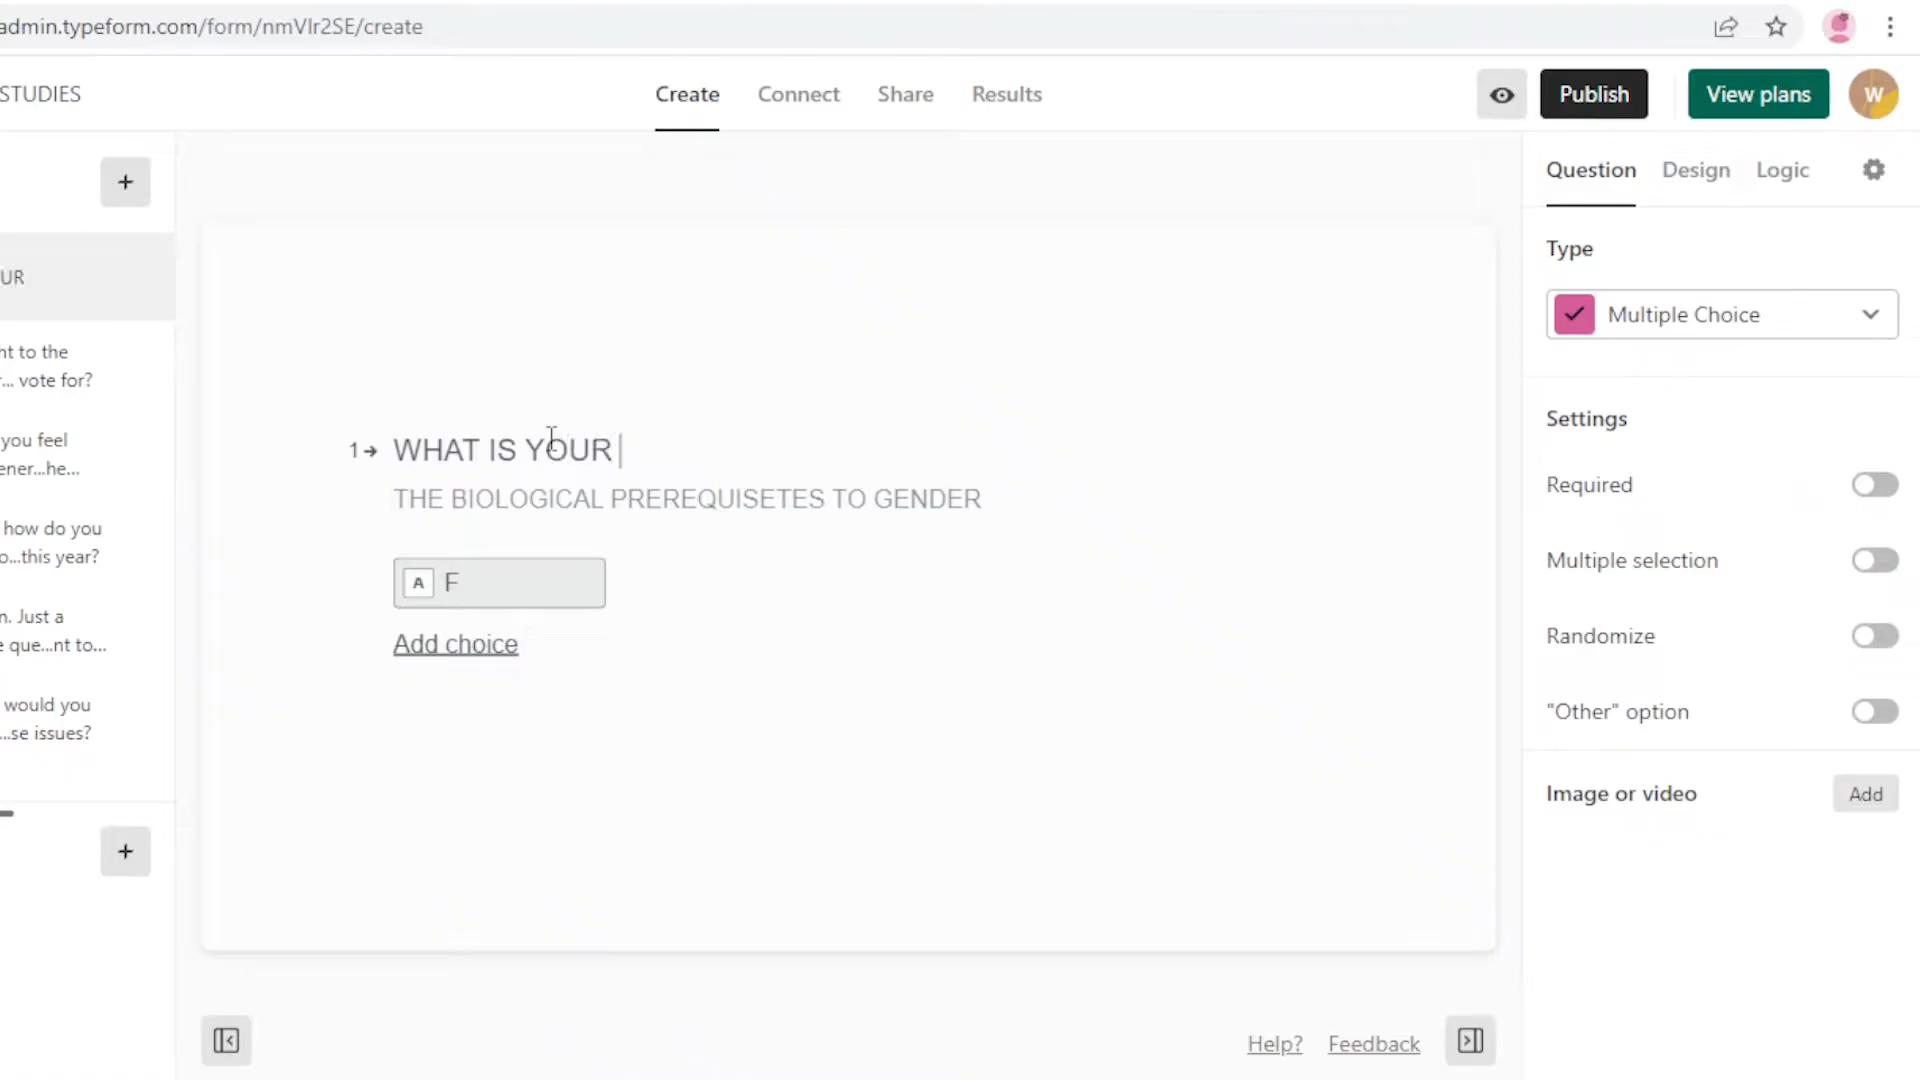 admin.typeform.com/form/nmVIr2SE/create
STUDIES
Create
Connect
Share
Results
Publish
View plans
W
+
UR
ht to the
r... vote for?
you feel
ener...he...
how do you
o...this year?
n. Just a
e que...nt to...
would you
...se issues?
+
1
WHAT IS YOUR
THE BIOLOGICAL PREREQUISETES TO GENDER
A F
Add choice
Help?
Feedback
Question
Design
Logic
Type
Multiple Choice
Settings
Required
Multiple selection
Randomize
"Other" option
Image or video
Add